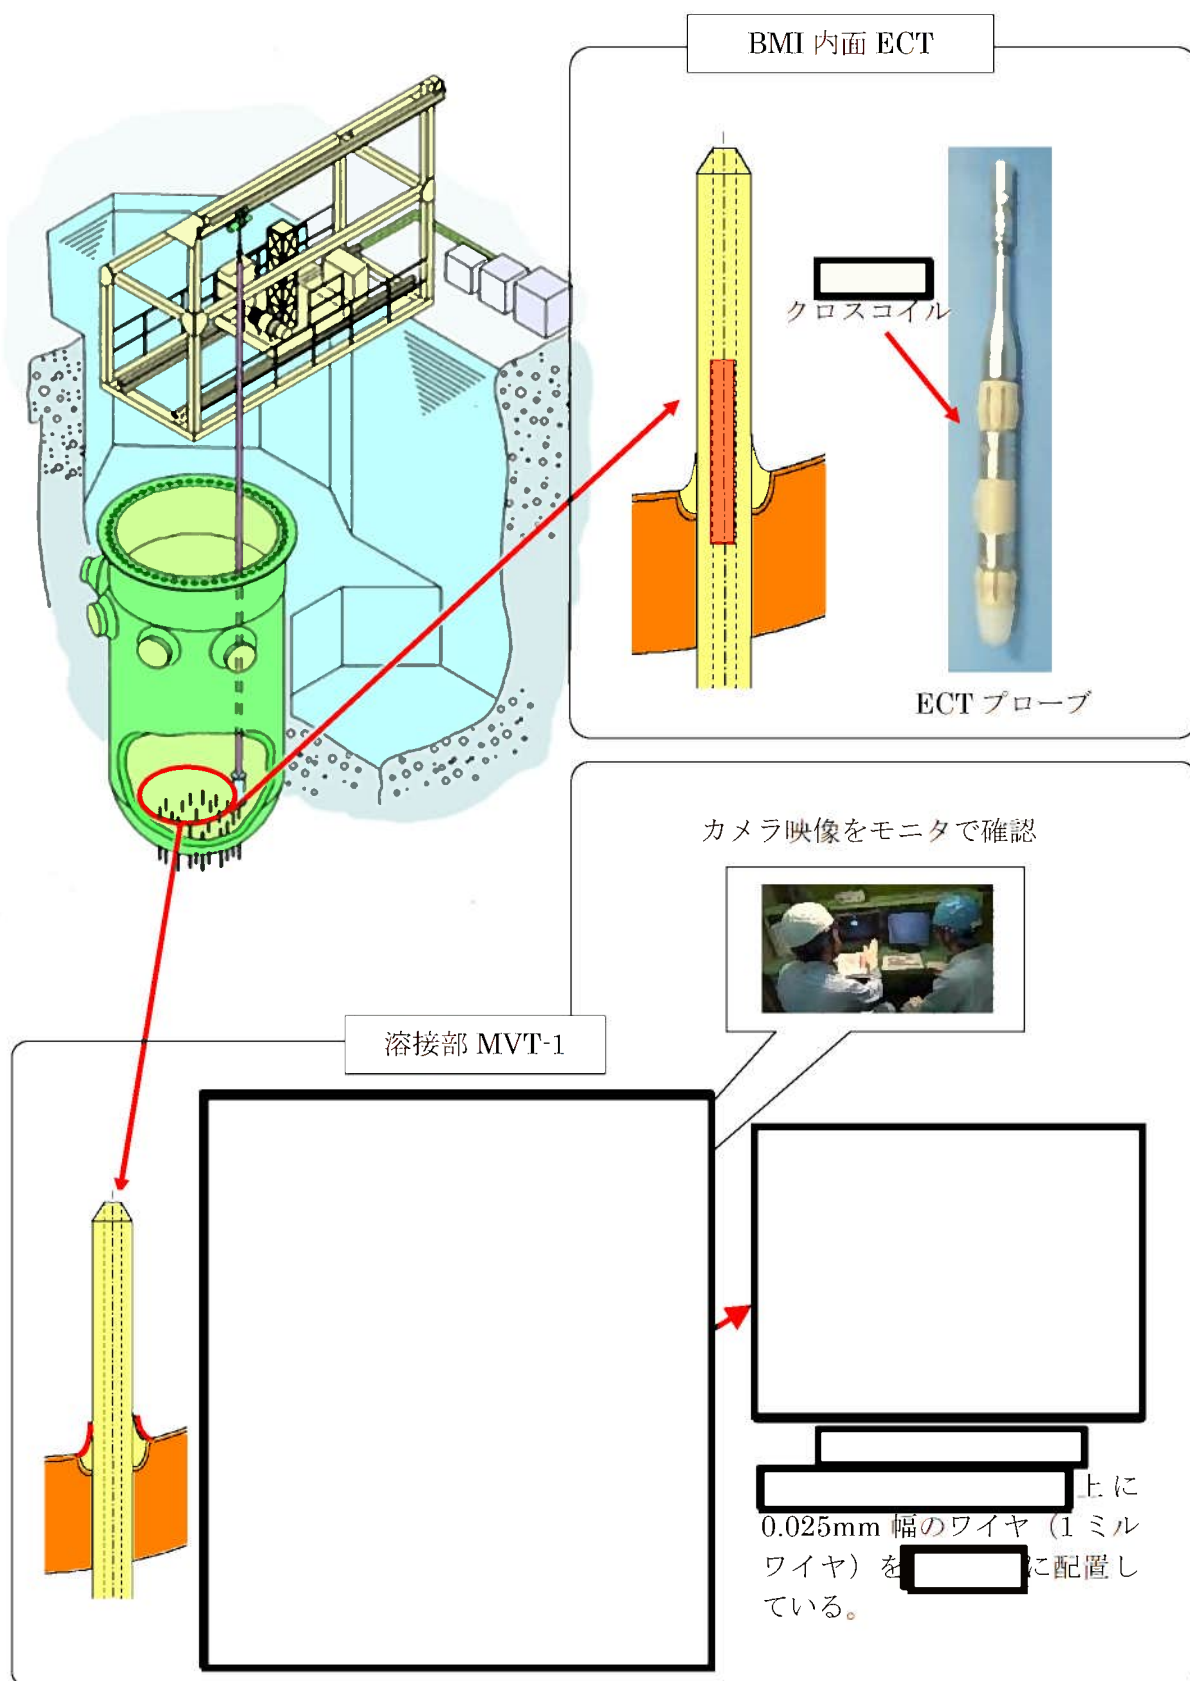 BMI 内面 ECT
クロスコイル
ECT プローブ
カメラ映像をモニタで確認
溶接部 MVT-1
上に
0.025mm 幅のワイヤ（1 ミル
ワイヤ）を に配置し
ている。